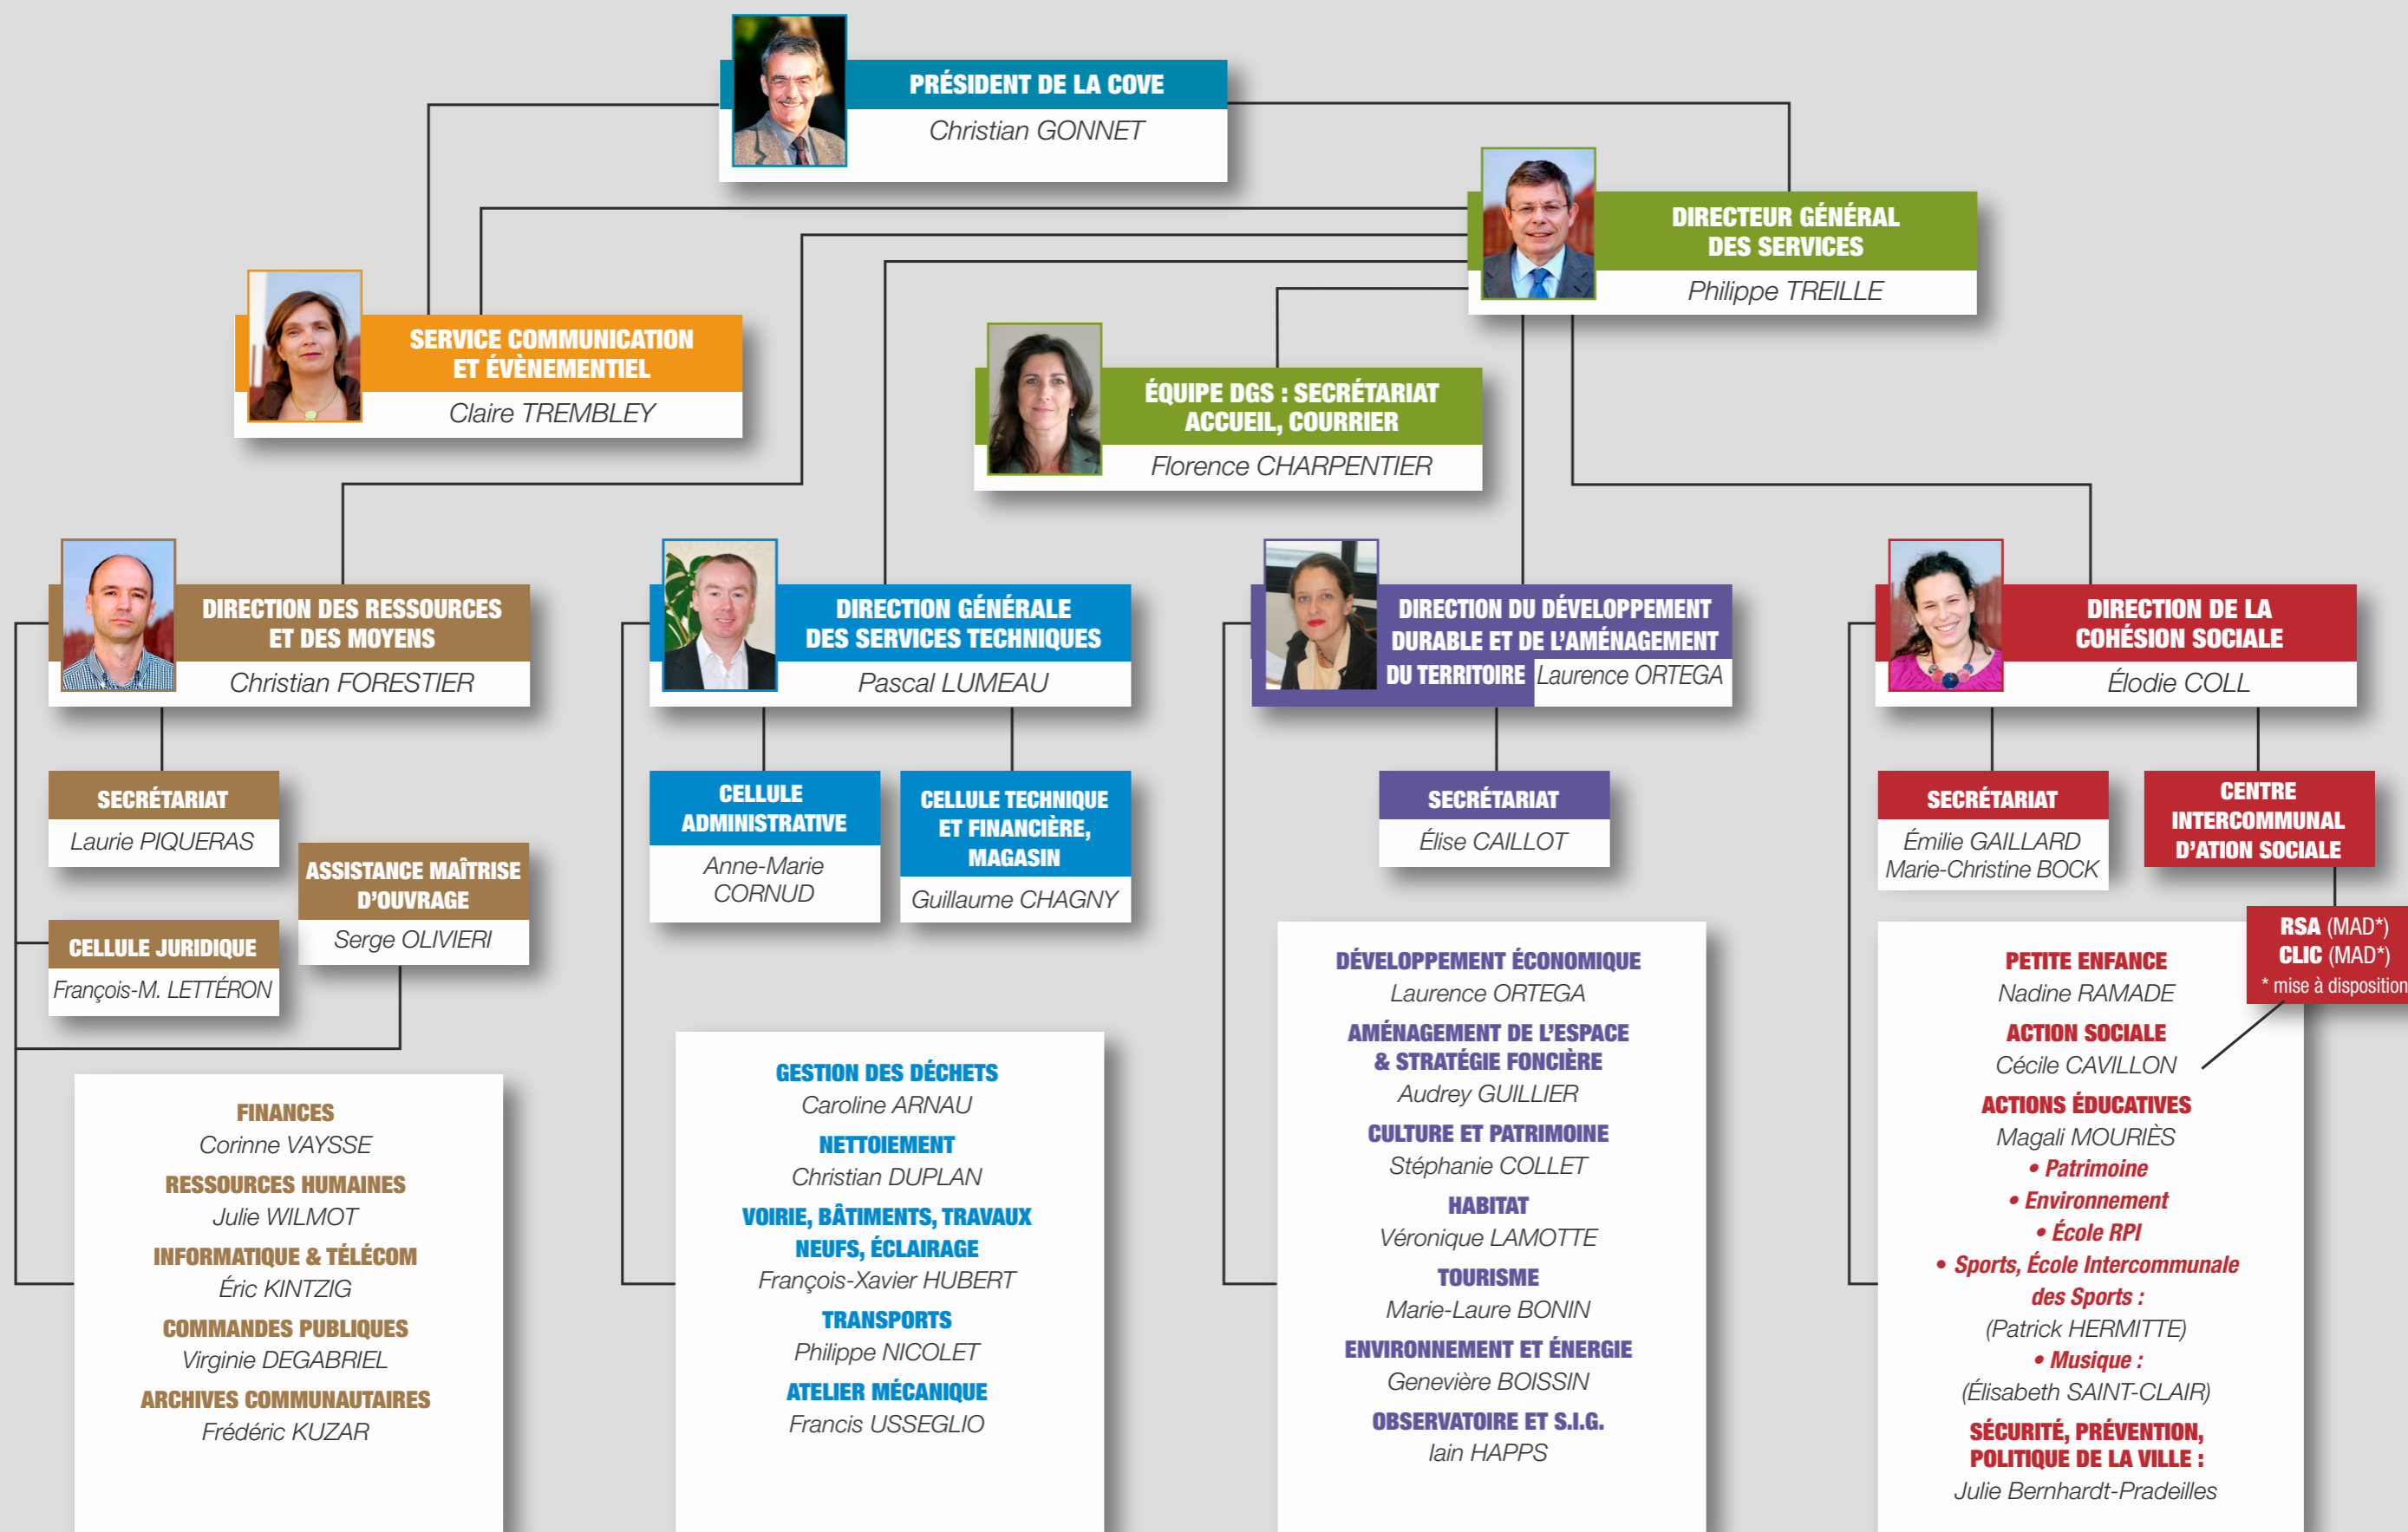 PRÉSIDENT DE LA COVE
Christian GONNET
DIRECTEUR GÉNÉRAL
DES SERVICES
Philippe TREILLE
SERVICE COMMUNICATION
ET ÉVÈNEMENTIEL
Claire TREMBLEY
ÉQUIPE DGS : SECRÉTARIAT
ACCUEIL, COURRIER
Florence CHARPENTIER
DIRECTION DES RESSOURCES
ET DES MOYENS
Christian FORESTIER
SECRÉTARIAT
Laurie PIQUERAS
ASSISTANCE MAÎTRISE
D'OUVRAGE
Serge OLIVIERI
CELLULE JURIDIQUE
François-M. LETTÉRON
FINANCES
Corinne VAYSSE
RESSOURCES HUMAINES
Julie WILMOT
INFORMATIQUE & TÉLÉCOM
Éric KINTZIG
COMMANDES PUBLIQUES
Virginie DEGABRIEL
ARCHIVES COMMUNAUTAIRES
Frédéric KUZAR
DIRECTION GÉNÉRALE
DES SERVICES TECHNIQUES
Pascal LUMEAU
CELLULE
ADMINISTRATIVE
Anne-Marie
CORNUD
CELLULE TECHNIQUE
ET FINANCIÈRE,
MAGASIN
Guillaume CHAGNY
GESTION DES DÉCHETS
Caroline ARNAU
NETTOIEMENT
Christian DUPLAN
VOIRIE, BÂTIMENTS, TRAVAUX
NEUFS, ÉCLAIRAGE
François-Xavier HUBERT
TRANSPORTS
Philippe NICOLET
ATELIER MÉCANIQUE
Francis USSEGLIO
DIRECTION DU DÉVELOPPEMENT
DURABLE ET DE L'AMÉNAGEMENT
DU TERRITOIRE Laurence ORTEGA
SECRÉTARIAT
Élise CAILLOT
DÉVELOPPEMENT ÉCONOMIQUE
Laurence ORTEGA
AMÉNAGEMENT DE L'ESPACE
& STRATÉGIE FONCIÈRE
Audrey GUILLIER
CULTURE ET PATRIMOINE
Stéphanie COLLET
HABITAT
Véronique LAMOTTE
TOURISME
Marie-Laure BONIN
ENVIRONNEMENT ET ÉNERGIE
Geneviève BOISSIN
OBSERVATOIRE ET S.I.G.
Iain HAPPS
DIRECTION DE LA
COHÉSION SOCIALE
Élodie COLL
SECRÉTARIAT
Émilie GAILLARD
Marie-Christine BOCK
CENTRE
INTERCOMMUNAL
D'ATION SOCIALE
RSA (MAD*)
CLIC (MAD*)
* mise à disposition
PETITE ENFANCE
Nadine RAMADE
ACTION SOCIALE
Cécile CAVILLON
ACTIONS ÉDUCATIVES
Magali MOURIÈS
• Patrimoine
• Environnement
• École RPI
• Sports, École Intercommunale
des Sports :
(Patrick HERMITTE)
• Musique :
(Élisabeth SAINT-CLAIR)
SÉCURITÉ, PRÉVENTION,
POLITIQUE DE LA VILLE :
Julie Bernhardt-Pradeilles